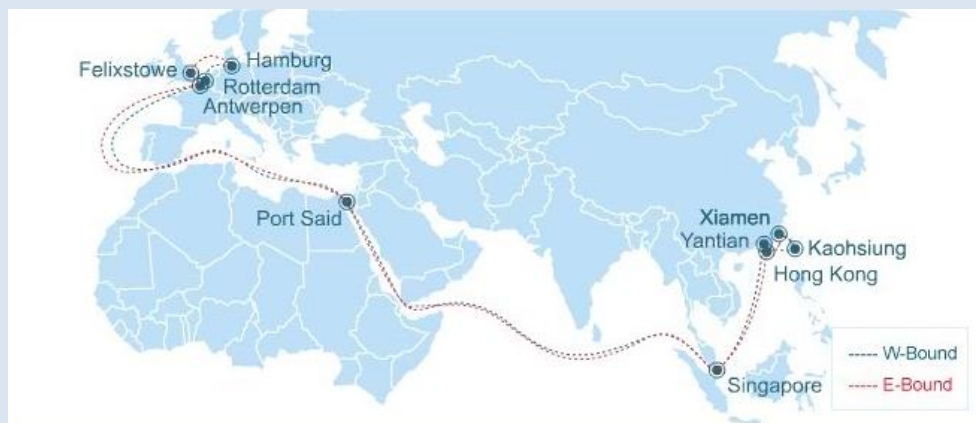 Felixstowe
Hamburg
Rotterdam
Antwerpen
Port Said
Xiamen
Yantian
Kaohsiung
Hong Kong
Singapore
W-Bound
E-Bound